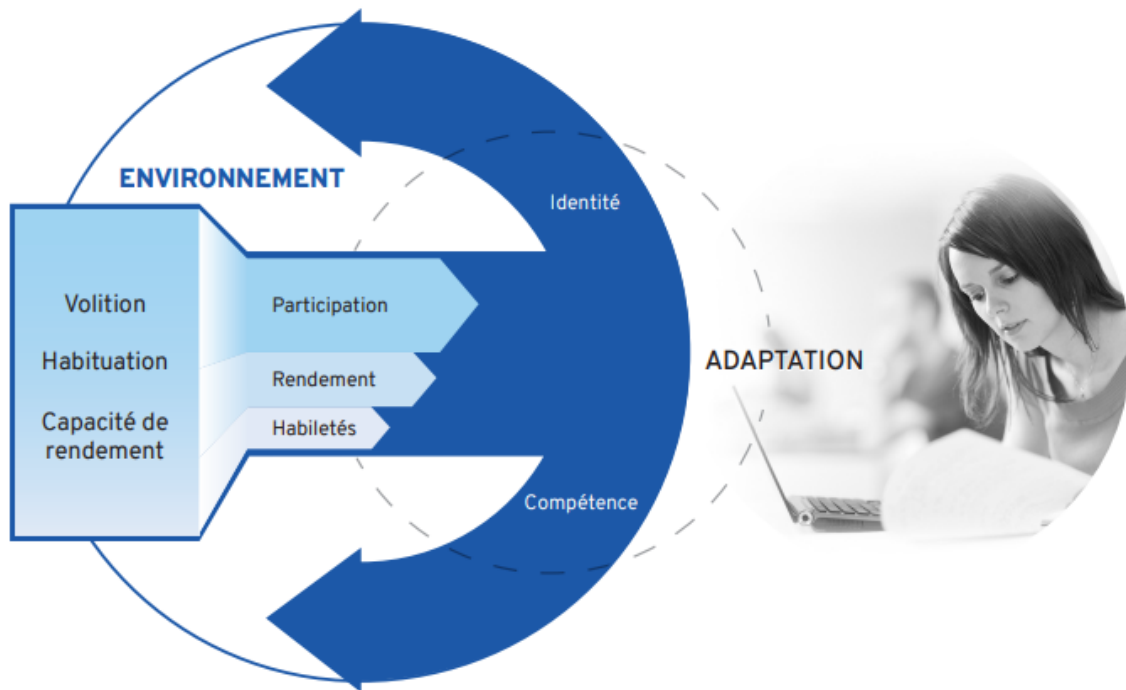 ENVIRONNEMENT
Volition
Habituation
Capacité de
rendement
Participation
Rendement
Habiletés
Identité
Compétence
ADAPTATION